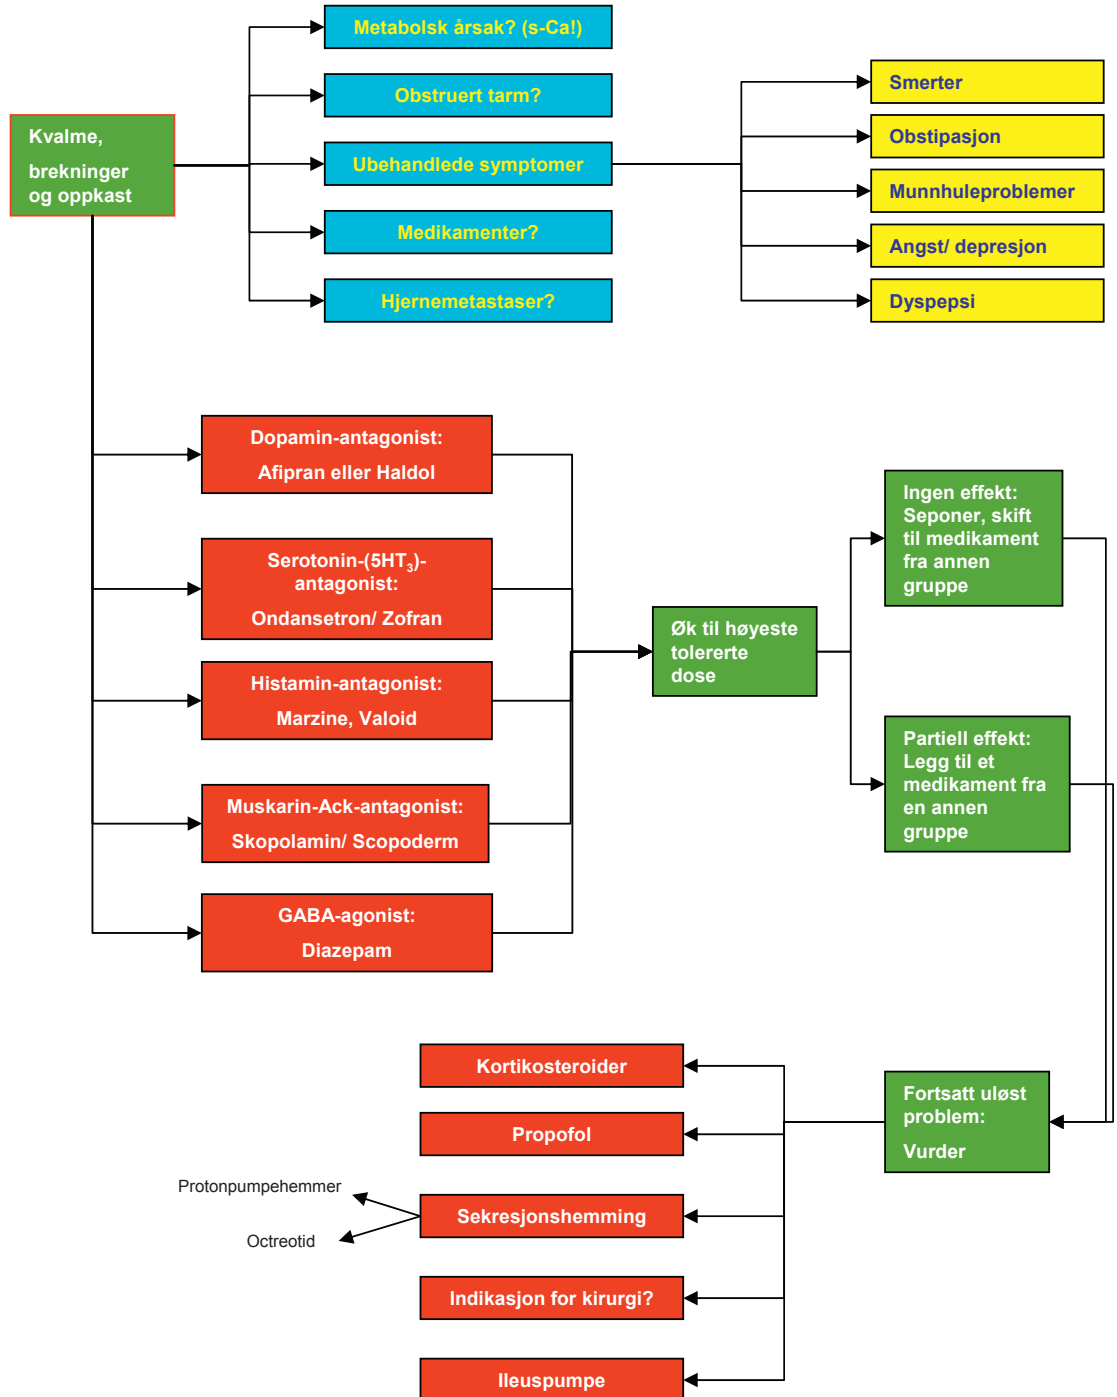 Metabolsk årsak? (s-Ca!)
Obstruert tarm?
Kvalme,
brekninger
og oppkast
Ubehandlede symptomer
Medikamenter?
Hjernemetastaser?
Smerter
Obstipasjon
Munnhuleproblemer
Angst/ depresjon
Dyspepsi
Dopamin-antagonist:
Afipran eller Haldol
Serotonin-(5HT₃)-
antagonist:
Ondansetron/ Zofran
Histamin-antagonist:
Marzine, Valoid
Muskarin-Ack-antagonist:
Skopolamin/ Scopoderm
GABA-agonist:
Diazepam
Øk til høyeste
tolererte
dose
Ingen effekt:
Seponer, skift
til medikament
fra annen
gruppe
Partiell effekt:
Legg til et
medikament fra
en annen
gruppe
Fortsatt uløst
problem:
Vurder
Kortikosteroider
Propofol
Sekresjonshemming
Protonpumpehemmer
Octreotid
Indikasjon for kirurgi?
Ileuspumpe